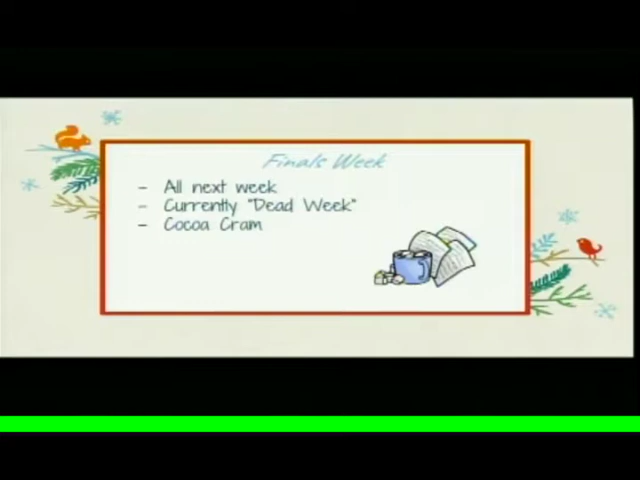 Finals Week
- All next week
- Currently "Dead Week"
- Cocoa Cram